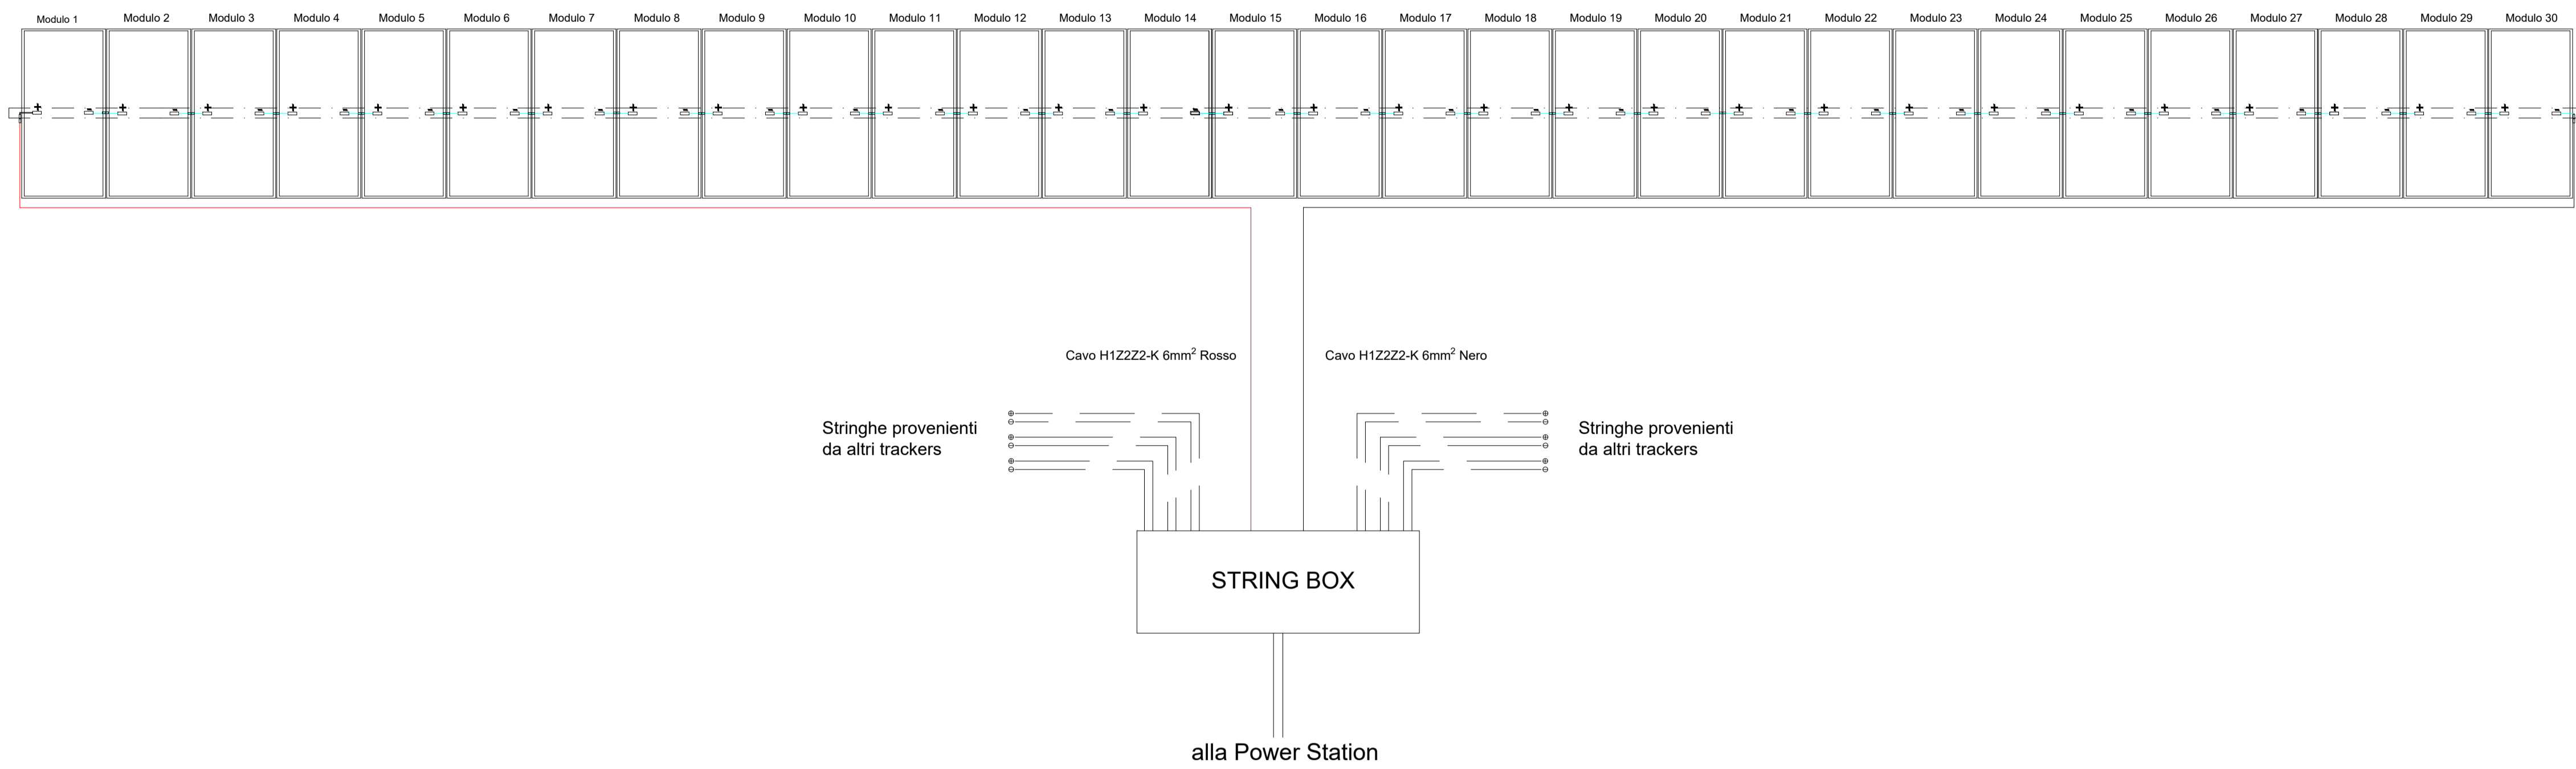 Modulo 1 Modulo 2 Modulo 3 Modulo 4 Modulo 5 Modulo 6 Modulo 7 Modulo 8 Modulo 9 Modulo 10 Modulo 11 Modulo 12 Modulo 13 Modulo 14 Modulo 15 Modulo 16 Modulo 17 Modulo 18 Modulo 19 Modulo 20 Modulo 21 Modulo 22 Modulo 23 Modulo 24 Modulo 25 Modulo 26 Modulo 27 Modulo 28 Modulo 29 Modulo 30
Cavo H1Z2Z2-K 6mm² Rosso
Cavo H1Z2Z2-K 6mm² Nero
Stringhe provenienti
da altri trackers
Stringhe provenienti
da altri trackers
STRING BOX
alla Power Station